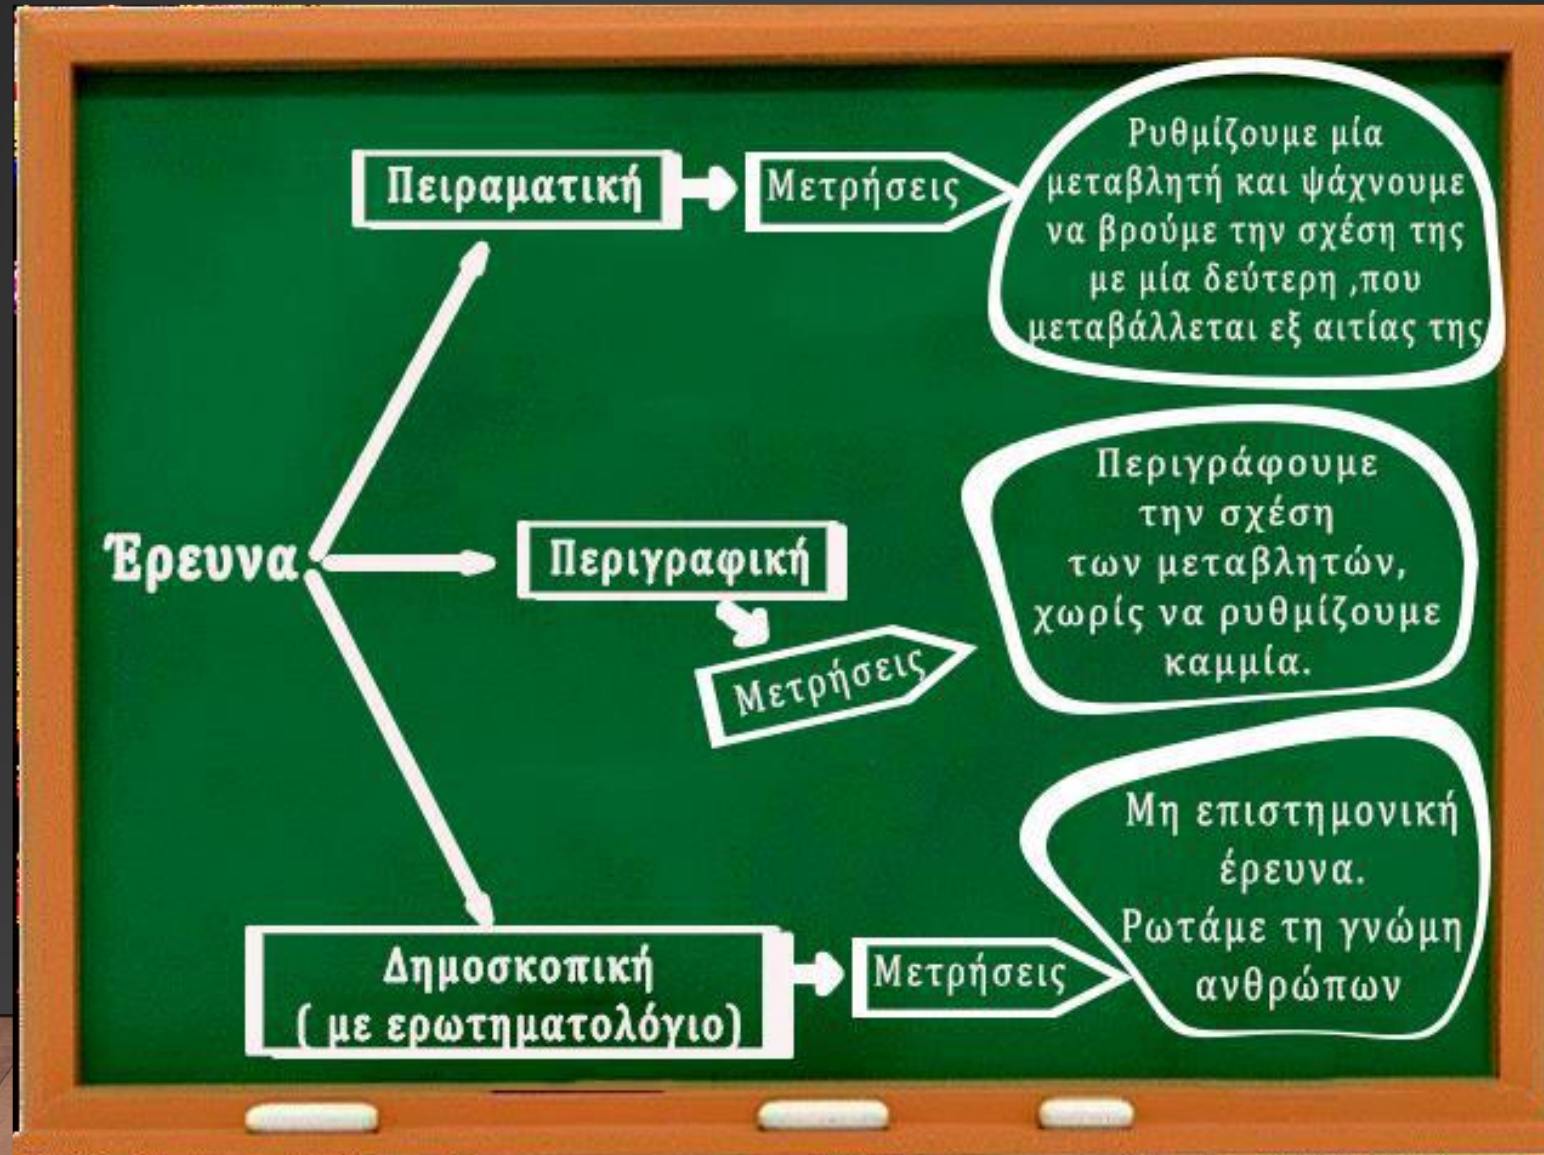 Πειραματική
Μετρήσεις
Ρυθμίζουμε μία
μεταβλητή και ψάχνουμε
να βρούμε την σχέση της
με μία δεύτερη ,που
μεταβάλλεται εξ αιτίας της
Έρευνα
Περιγραφική
Μετρήσεις
Περιγράφουμε
την σχέση
των μεταβλητών,
χωρίς να ρυθμίζουμε
καμμία.
Δημοσκοπική
( με ερωτηματολόγιο)
Μετρήσεις
Μη επιστημονική
έρευνα.
Ρωτάμε τη γνώμη
ανθρώπων